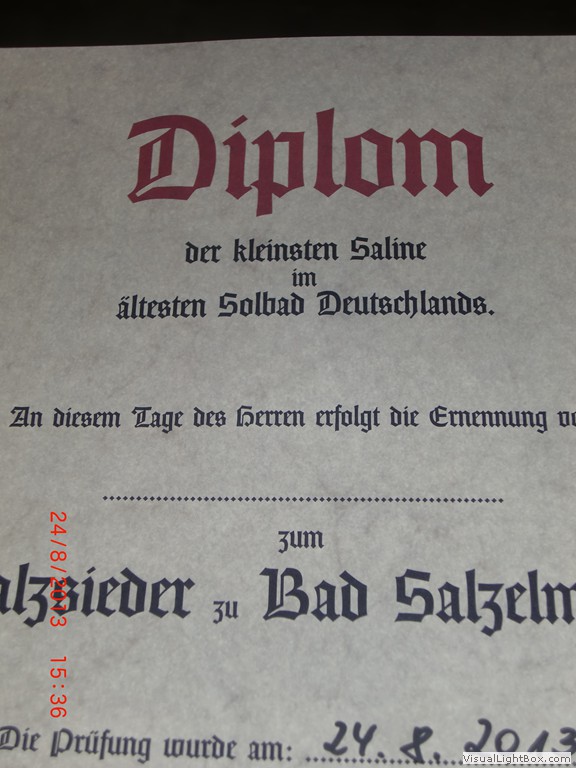 Diplom
der kleinsten Saline
im
ältesten Solbad Deutschlands.
An diesem Tage des Herren erfolgt die Ernennung vo
zum
alzsieder zu Bad Salzelm
Die Prüfung wurde am: 24.8.2013
24/8/2013 15:36
VisualLightBox.com